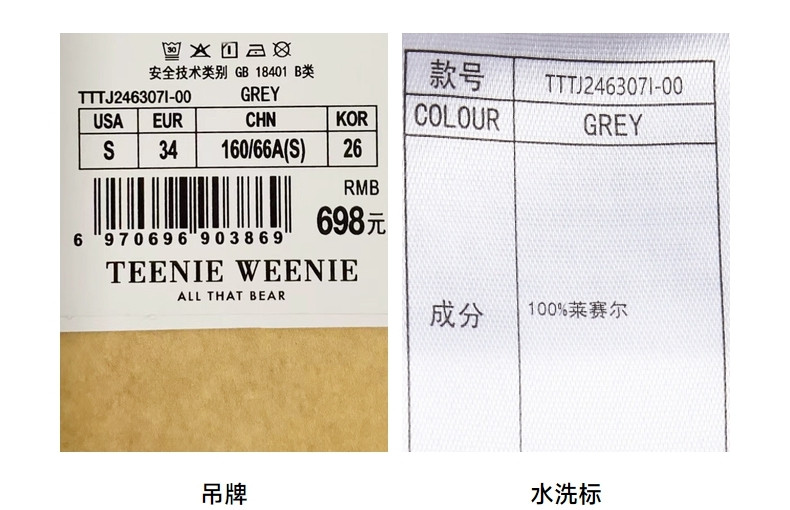 30
安全技术类别 GB 18401 B类
TTTJ246307I-00 GREY
USA EUR CHN KOR
S 34 160/66A(S) 26
RMB
698元
6 970696 903869
TEENIE WEENIE
ALL THAT BEAR
吊牌
款号 TTTJ246307I-00
COLOUR GREY
成分 100%莱赛尔
水洗标